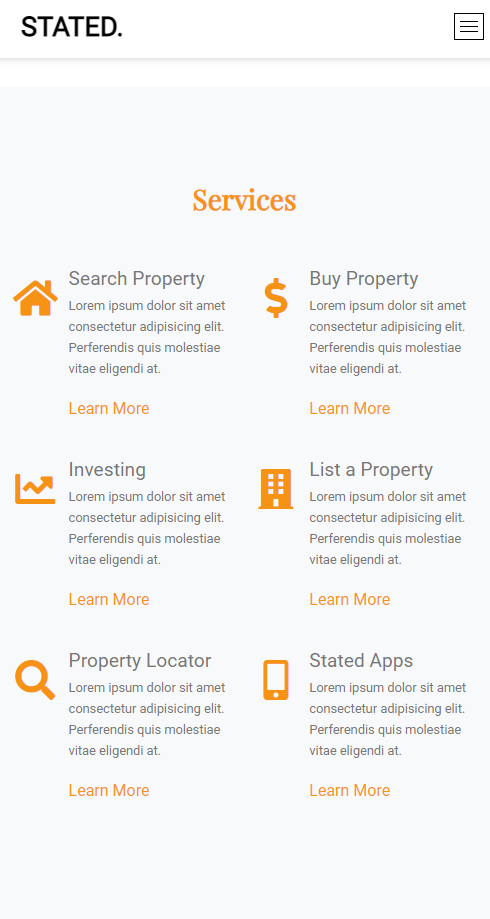 STATED.
Services
Search Property
Lorem ipsum dolor sit amet
consectetur adipisicing elit.
Perferendis quis molestiae
vitae eligendi at.
Learn More
Buy Property
Lorem ipsum dolor sit amet
consectetur adipisicing elit.
Perferendis quis molestiae
vitae eligendi at.
Learn More
Investing
Lorem ipsum dolor sit amet
consectetur adipisicing elit.
Perferendis quis molestiae
vitae eligendi at.
Learn More
List a Property
Lorem ipsum dolor sit amet
consectetur adipisicing elit.
Perferendis quis molestiae
vitae eligendi at.
Learn More
Property Locator
Lorem ipsum dolor sit amet
consectetur adipisicing elit.
Perferendis quis molestiae
vitae eligendi at.
Learn More
Stated Apps
Lorem ipsum dolor sit amet
consectetur adipisicing elit.
Perferendis quis molestiae
vitae eligendi at.
Learn More